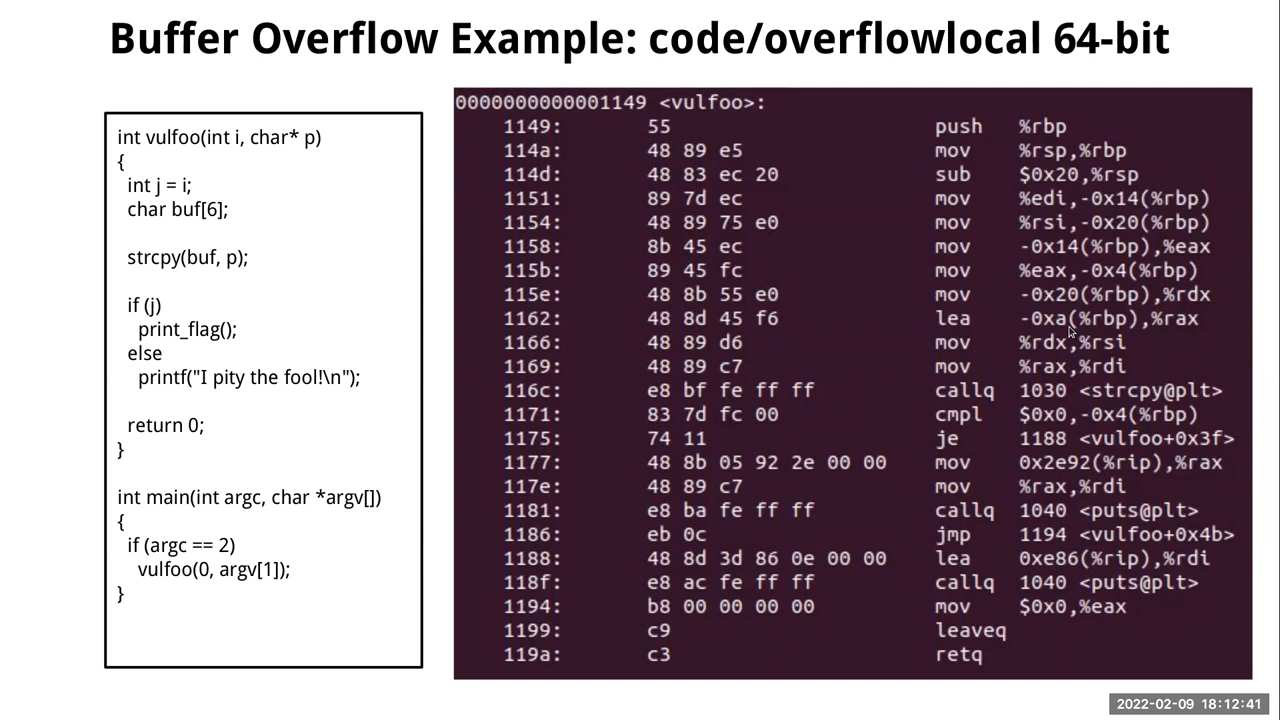 Buffer Overflow Example: code/overflowlocal 64-bit
int vulfoo(int i, char* p)
{
int j = i;
char buf[6];
strcpy(buf, p);
if (j)
print_flag();
else
printf("I pity the fool!\n");
return 0;
}
int main(int argc, char *argv[])
{
if (argc == 2)
vulfoo(0, argv[1]);
}
0000000000001149 <vulfoo>:
1149: 55 push %rbp
114a: 48 89 e5 mov %rsp,%rbp
114d: 48 83 ec 20 sub $0x20,%rsp
1151: 89 7d ec mov %edi,-0x14(%rbp)
1154: 48 89 75 e0 mov %rsi,-0x20(%rbp)
1158: 8b 45 ec mov -0x14(%rbp),%eax
115b: 89 45 fc mov %eax,-0x4(%rbp)
115e: 48 8b 55 e0 mov -0x20(%rbp),%rdx
1162: 48 8d 45 f6 lea -0xa(%rbp),%rax
1166: 48 89 d6 mov %rdx,%rsi
1169: 48 89 c7 mov %rax,%rdi
116c: e8 bf fe ff ff callq 1030 <strcpy@plt>
1171: 83 7d fc 00 cmpl $0x0,-0x4(%rbp)
1175: 74 11 je 1188 <vulfoo+0x3f>
1177: 48 8b 05 92 2e 00 00 mov 0x2e92(%rip),%rax
117e: 48 89 c7 mov %rax,%rdi
1181: e8 ba fe ff ff callq 1040 <puts@plt>
1186: eb 0c jmp 1194 <vulfoo+0x4b>
1188: 48 8d 3d 86 0e 00 00 lea 0xe86(%rip),%rdi
118f: e8 ac fe ff ff callq 1040 <puts@plt>
1194: b8 00 00 00 00 mov $0x0,%eax
1199: c9 leaveq
119a: c3 retq
2022-02-09 18:12:41